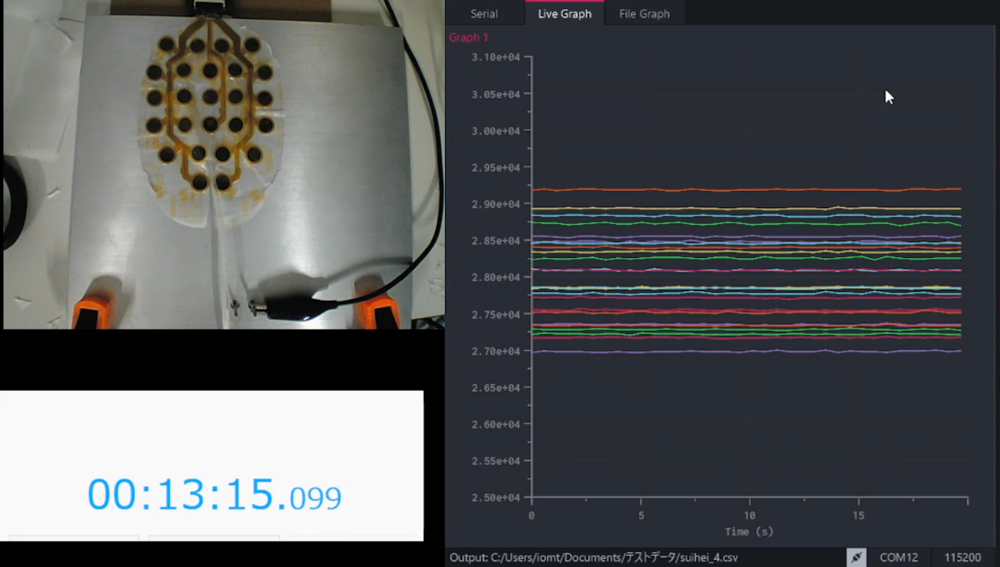 Serial
Live Graph
File Graph
Graph 1
3.10e+04
3.05e+04
3.00e+04
2.95e+04
2.90e+04
2.85e+04
2.80e+04
2.75e+04
2.70e+04
2.65e+04
2.60e+04
2.55e+04
2.50e+04
0 5 10 15
Time (s)
00:13:15.099
Output: C:/Users/iomt/Documents/テストデータ/suihei_4.csv
COM12
115200